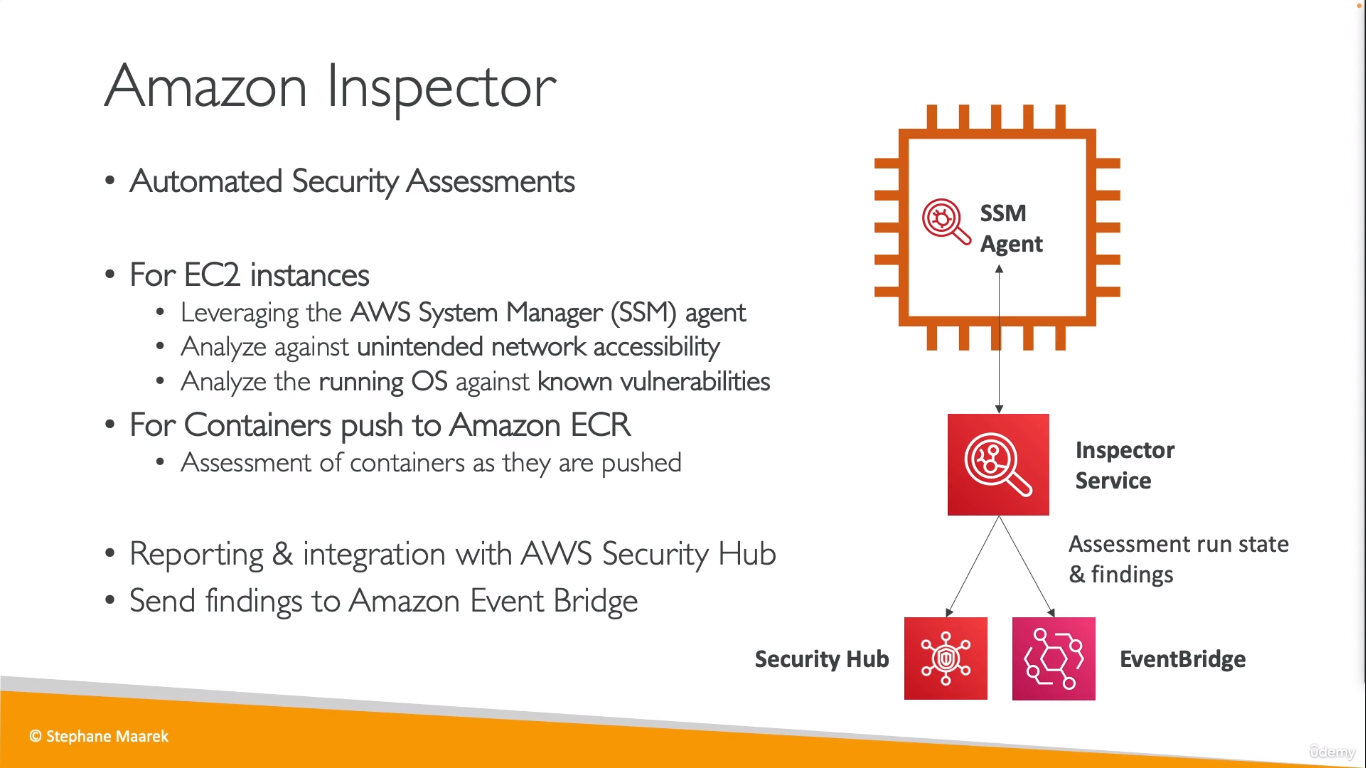 Amazon Inspector
• Automated Security Assessments
• For EC2 instances
• Leveraging the AWS System Manager (SSM) agent
• Analyze against unintended network accessibility
• Analyze the running OS against known vulnerabilities
• For Containers push to Amazon ECR
• Assessment of containers as they are pushed
• Reporting & integration with AWS Security Hub
• Send findings to Amazon Event Bridge
SSM
Agent
Inspector
Service
Assessment run state
& findings
Security Hub
EventBridge
© Stephane Maarek
ûdemy